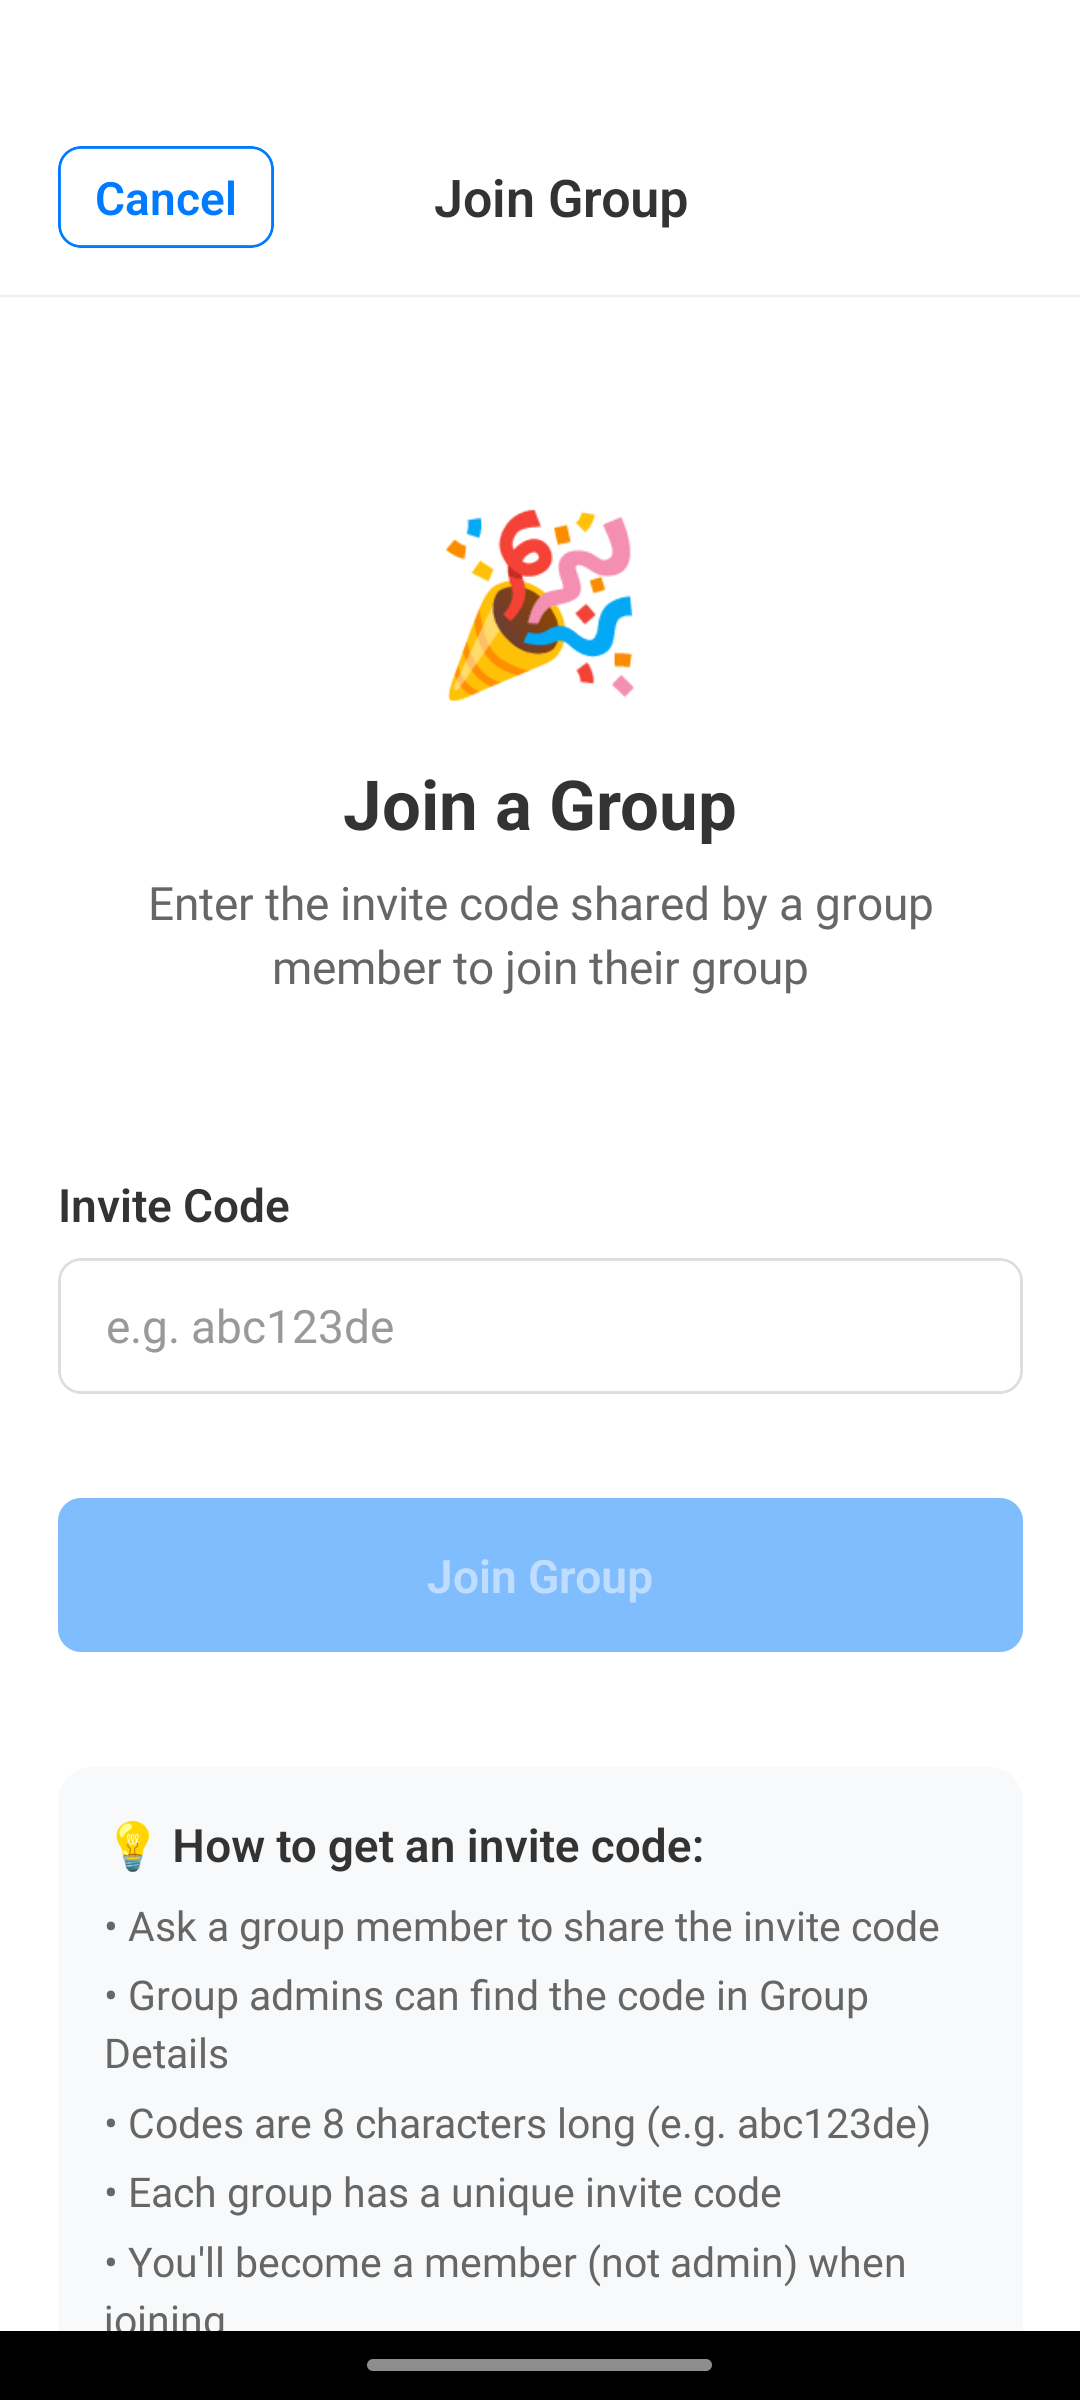 Cancel
Join Group
Join a Group
Enter the invite code shared by a group
member to join their group
Invite Code
e.g. abc123de
Join Group
How to get an invite code:
• Ask a group member to share the invite code
• Group admins can find the code in Group
Details
• Codes are 8 characters long (e.g. abc123de)
• Each group has a unique invite code
• You'll become a member (not admin) when
joining